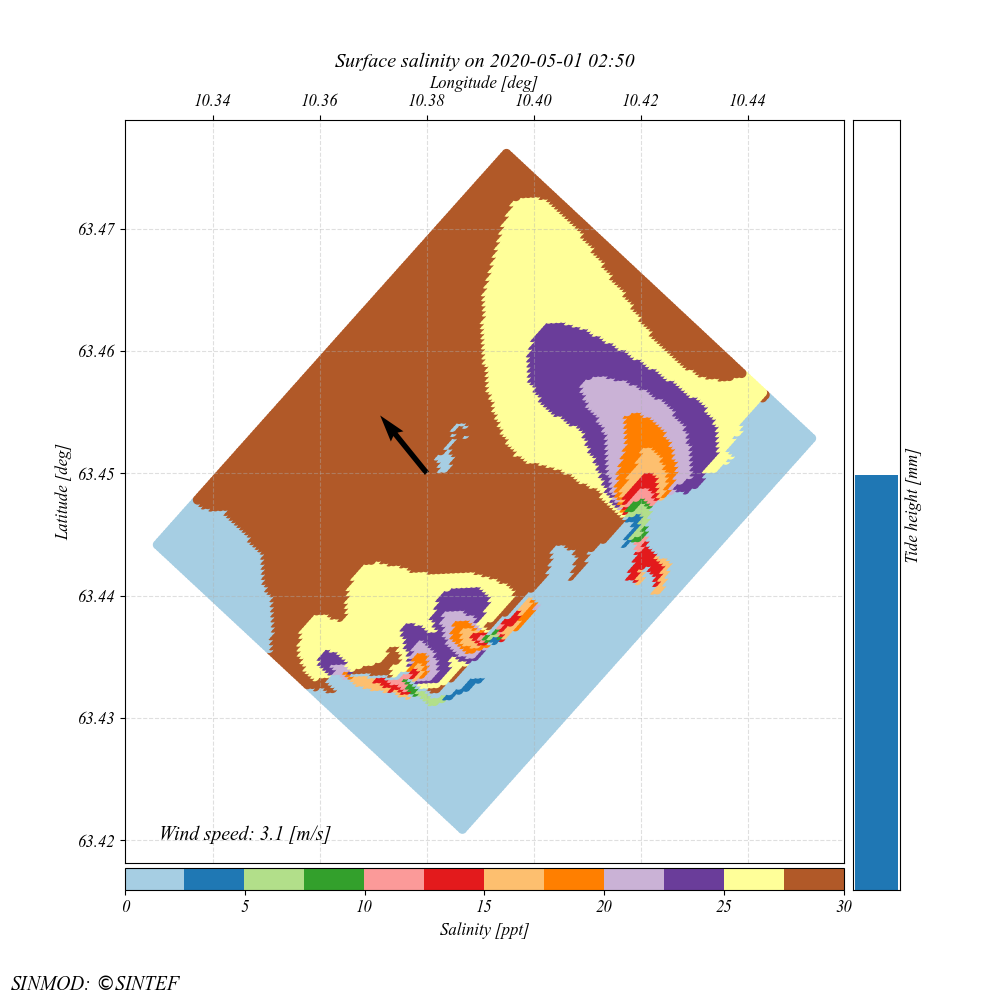 Surface salinity on 2020-05-01 02:50
Longitude [deg]
10.34 10.36 10.38 10.40 10.42 10.44
63.47
63.46
63.45
63.44
63.43
63.42
Latitude [deg]
Tide height [mm]
Wind speed: 3.1 [m/s]
0 5 10 15 20 25 30
Salinity [ppt]
SINMOD: ©SINTEF